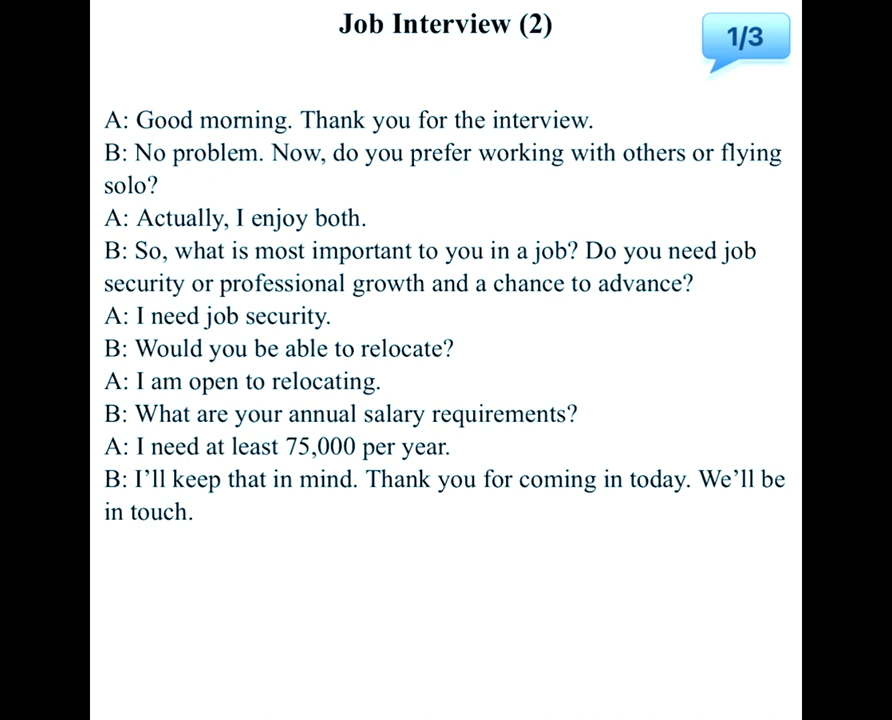 Job Interview (2)
1/3
A: Good morning. Thank you for the interview.
B: No problem. Now, do you prefer working with others or flying
solo?
A: Actually, I enjoy both.
B: So, what is most important to you in a job? Do you need job
security or professional growth and a chance to advance?
A: I need job security.
B: Would you be able to relocate?
A: I am open to relocating.
B: What are your annual salary requirements?
A: I need at least 75,000 per year.
B: I’ll keep that in mind. Thank you for coming in today. We’ll be
in touch.